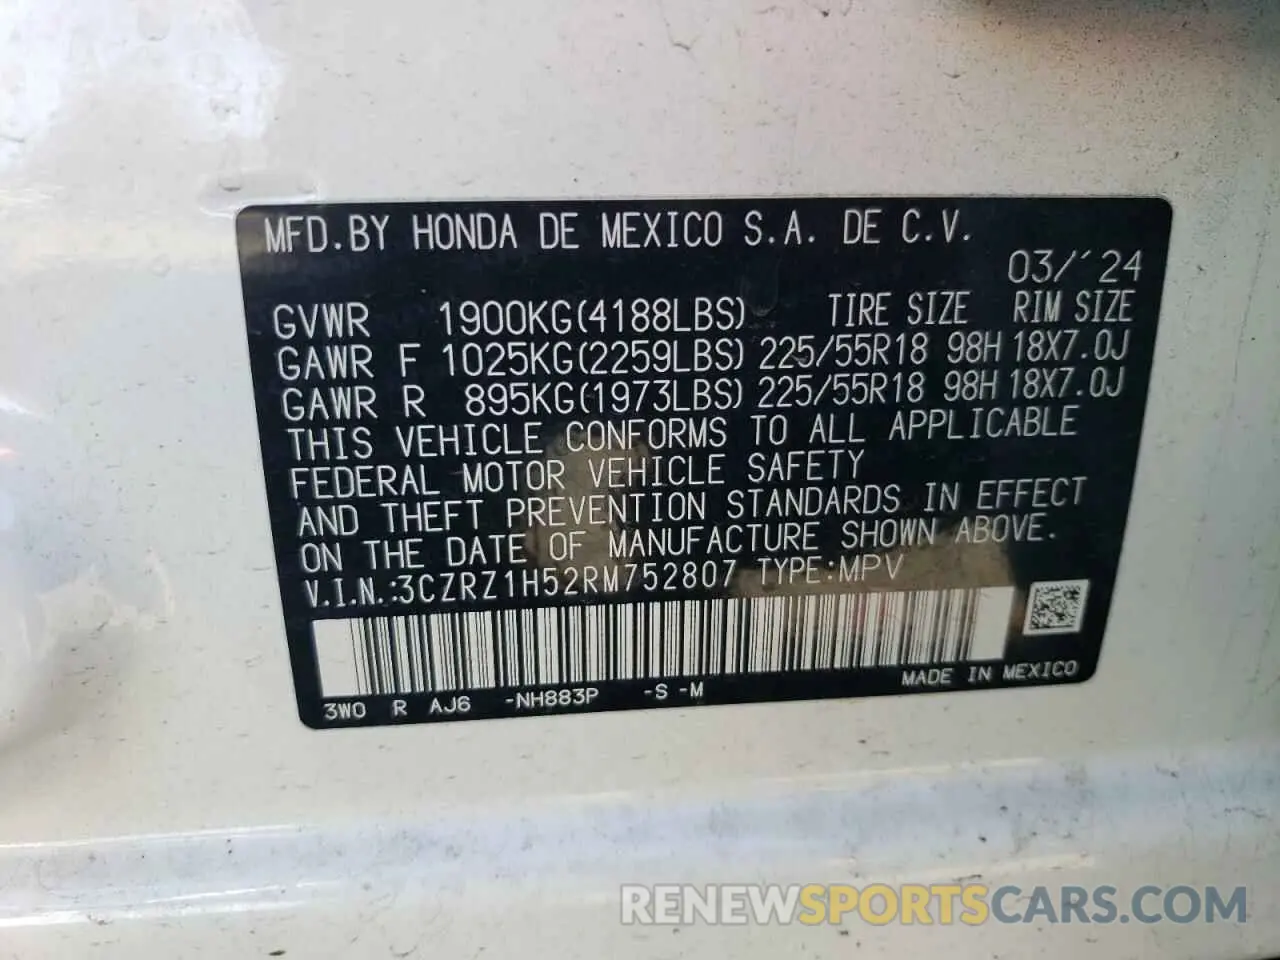 MFD.BY HONDA DE MEXICO S.A. DE C.V.
03/´24
GVWR 1900KG(4188LBS) TIRE SIZE RIM SIZE
GAWR F 1025KG(2259LBS) 225/55R18 98H 18X7.0J
GAWR R 895KG(1973LBS) 225/55R18 98H 18X7.0J
THIS VEHICLE CONFORMS TO ALL APPLICABLE
FEDERAL MOTOR VEHICLE SAFETY
AND THEFT PREVENTION STANDARDS IN EFFECT
ON THE DATE OF MANUFACTURE SHOWN ABOVE.
V.I.N.:3CZRZ1H52RM752807 TYPE:MPV
3W0 R AJ6 -NH883P -S -M MADE IN MEXICO
RENEWSPORTSCARS.COM